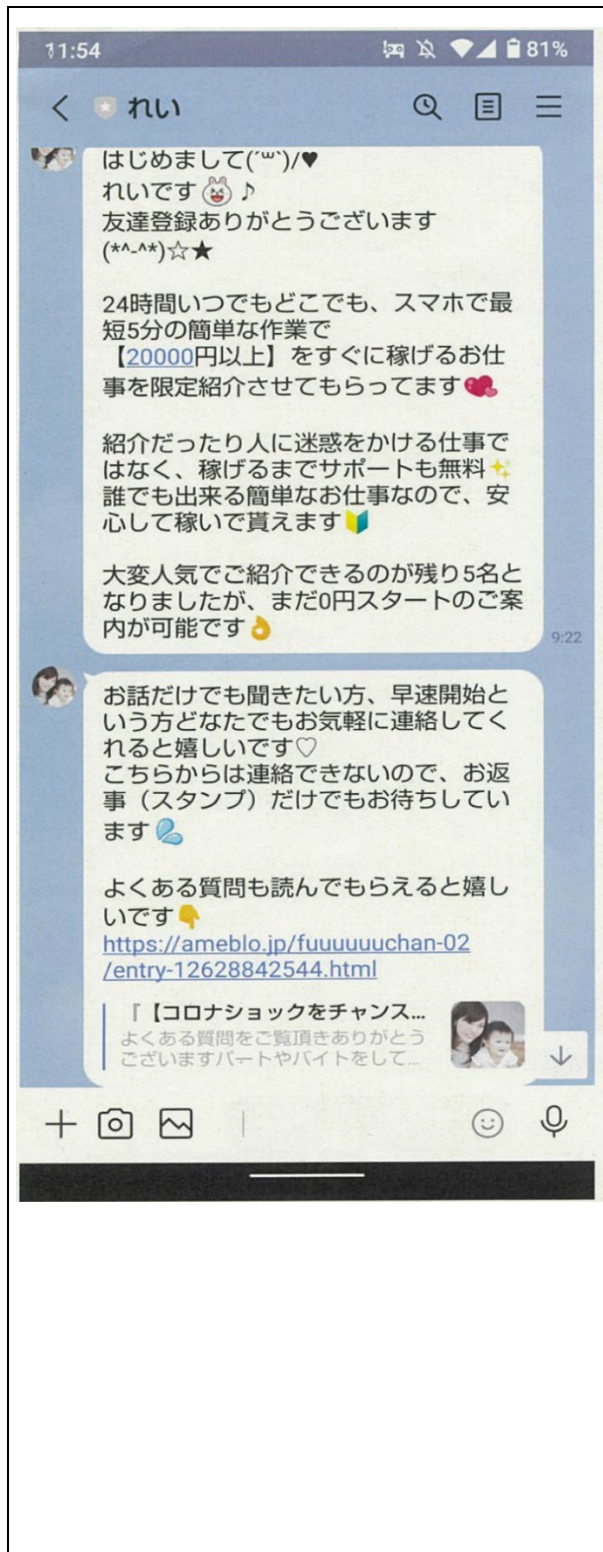 11:54
81%
れい
はじめまして(´꒳`)/♥
れいです♪
友達登録ありがとうございます
(*^-^*)☆★
24時間いつでもどこでも、スマホで最
短5分の簡単な作業で
【20000円以上】をすぐに稼げるお仕
事を限定紹介させてもらってます💕
紹介だったり人に迷惑をかける仕事で
はなく、稼げるまでサポートも無料✨
誰でも出来る簡単なお仕事なので、安
心して稼いで貰えます🔰
大変人気でご紹介できるのが残り5名と
なりましたが、まだ0円スタートのご案
内が可能です👌
9:22
お話だけでも聞きたい方、早速開始と
いう方どなたでもお気軽に連絡してく
れると嬉しいです♡
こちらからは連絡できないので、お返
事（スタンプ）だけでもお待ちしてい
ます💦
よくある質問も読んでもらえると嬉し
いです👇
https://ameblo.jp/fuuuuuuchan-02
/entry-12628842544.html
『【コロナショックをチャンス...
よくある質問をご覧頂きありがとう
ございますパートやバイトをして...